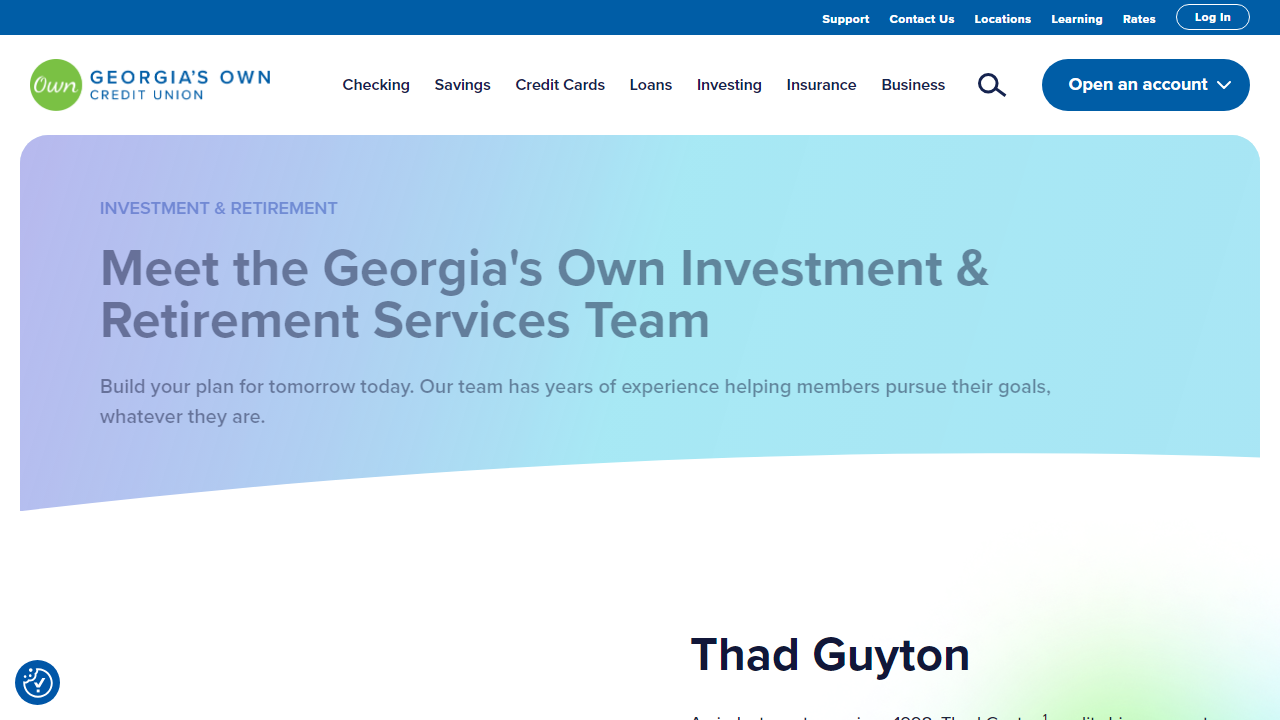 Support Contact Us Locations Learning Rates Log In
Own GEORGIA'S OWN
CREDIT UNION
Checking Savings Credit Cards Loans Investing Insurance Business
Open an account
INVESTMENT & RETIREMENT
Meet the Georgia's Own Investment &
Retirement Services Team
Build your plan for tomorrow today. Our team has years of experience helping members pursue their goals,
whatever they are.
Thad Guyton